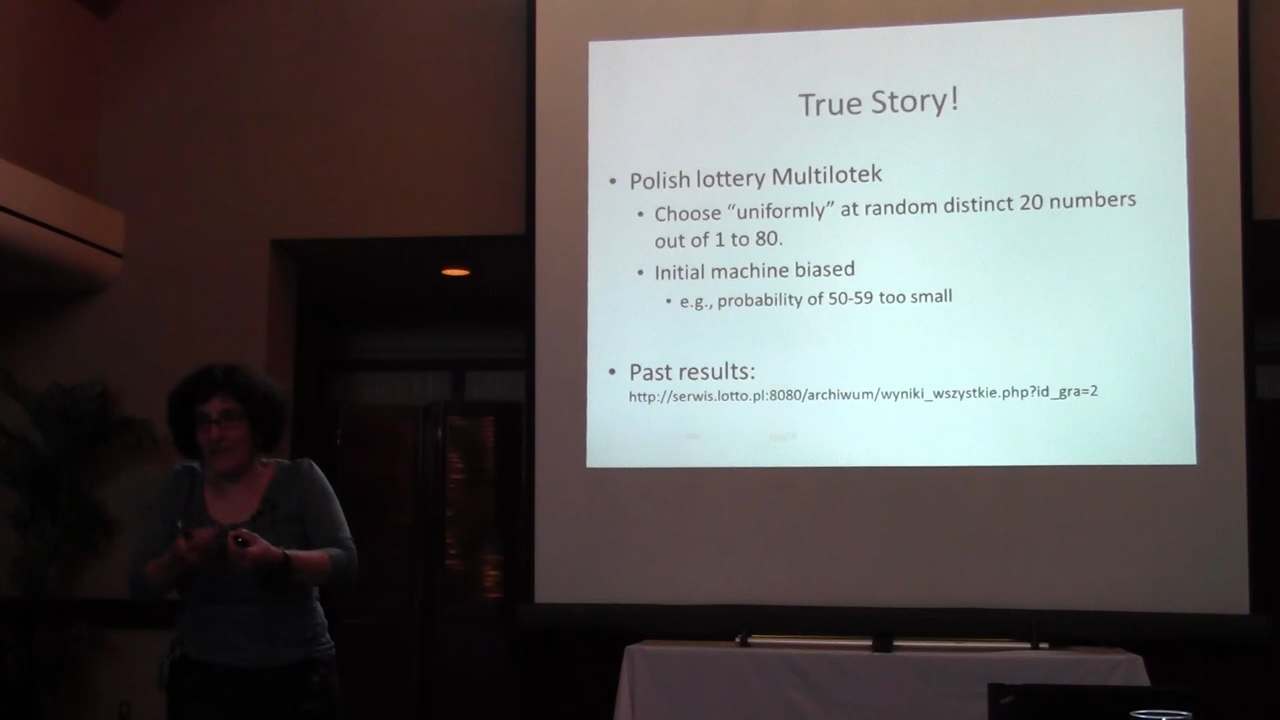 True Story!
• Polish lottery Multilotek
• Choose “uniformly” at random distinct 20 numbers
out of 1 to 80.
• Initial machine biased
• e.g., probability of 50-59 too small
• Past results:
http://serwis.lotto.pl:8080/archiwum/wyniki_wszystkie.php?id_gra=2